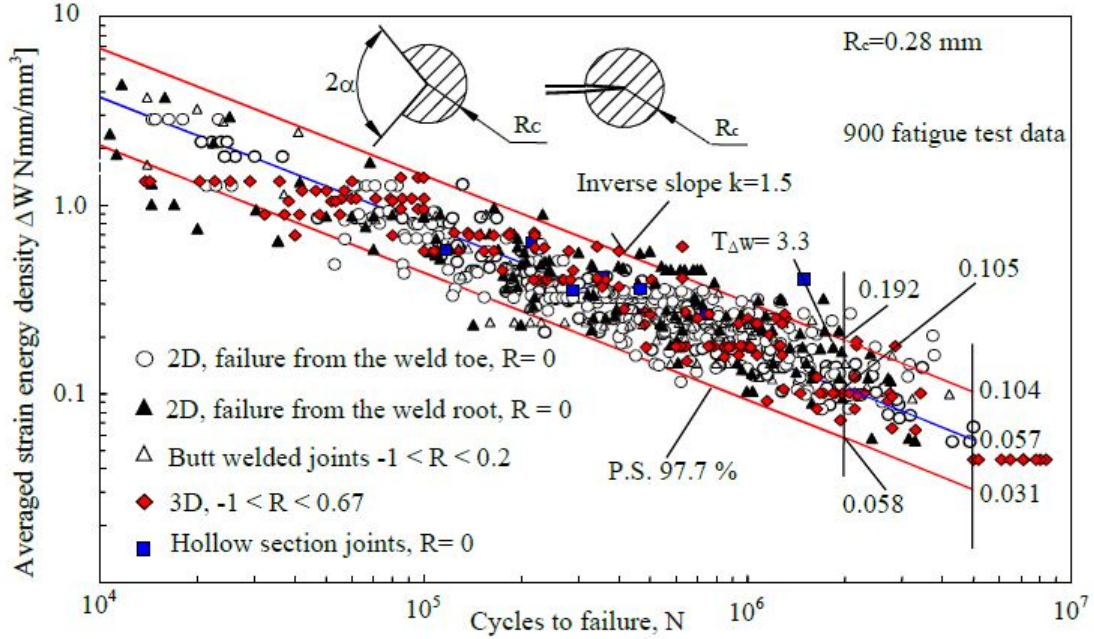 Averaged strain energy density ΔW Nmm/mm³]
10
1.0
0.1
2α
Rc
Rc
Rc=0.28 mm
900 fatigue test data
Inverse slope k=1.5
TΔW= 3.3
0.192
0.105
0.104
0.057
0.031
0.058
P.S. 97.7 %
2D, failure from the weld toe, R= 0
2D, failure from the weld root, R = 0
Butt welded joints -1 < R < 0.2
3D, -1 < R < 0.67
Hollow section joints, R= 0
10⁴
10⁵
10⁶
10⁷
Cycles to failure, N